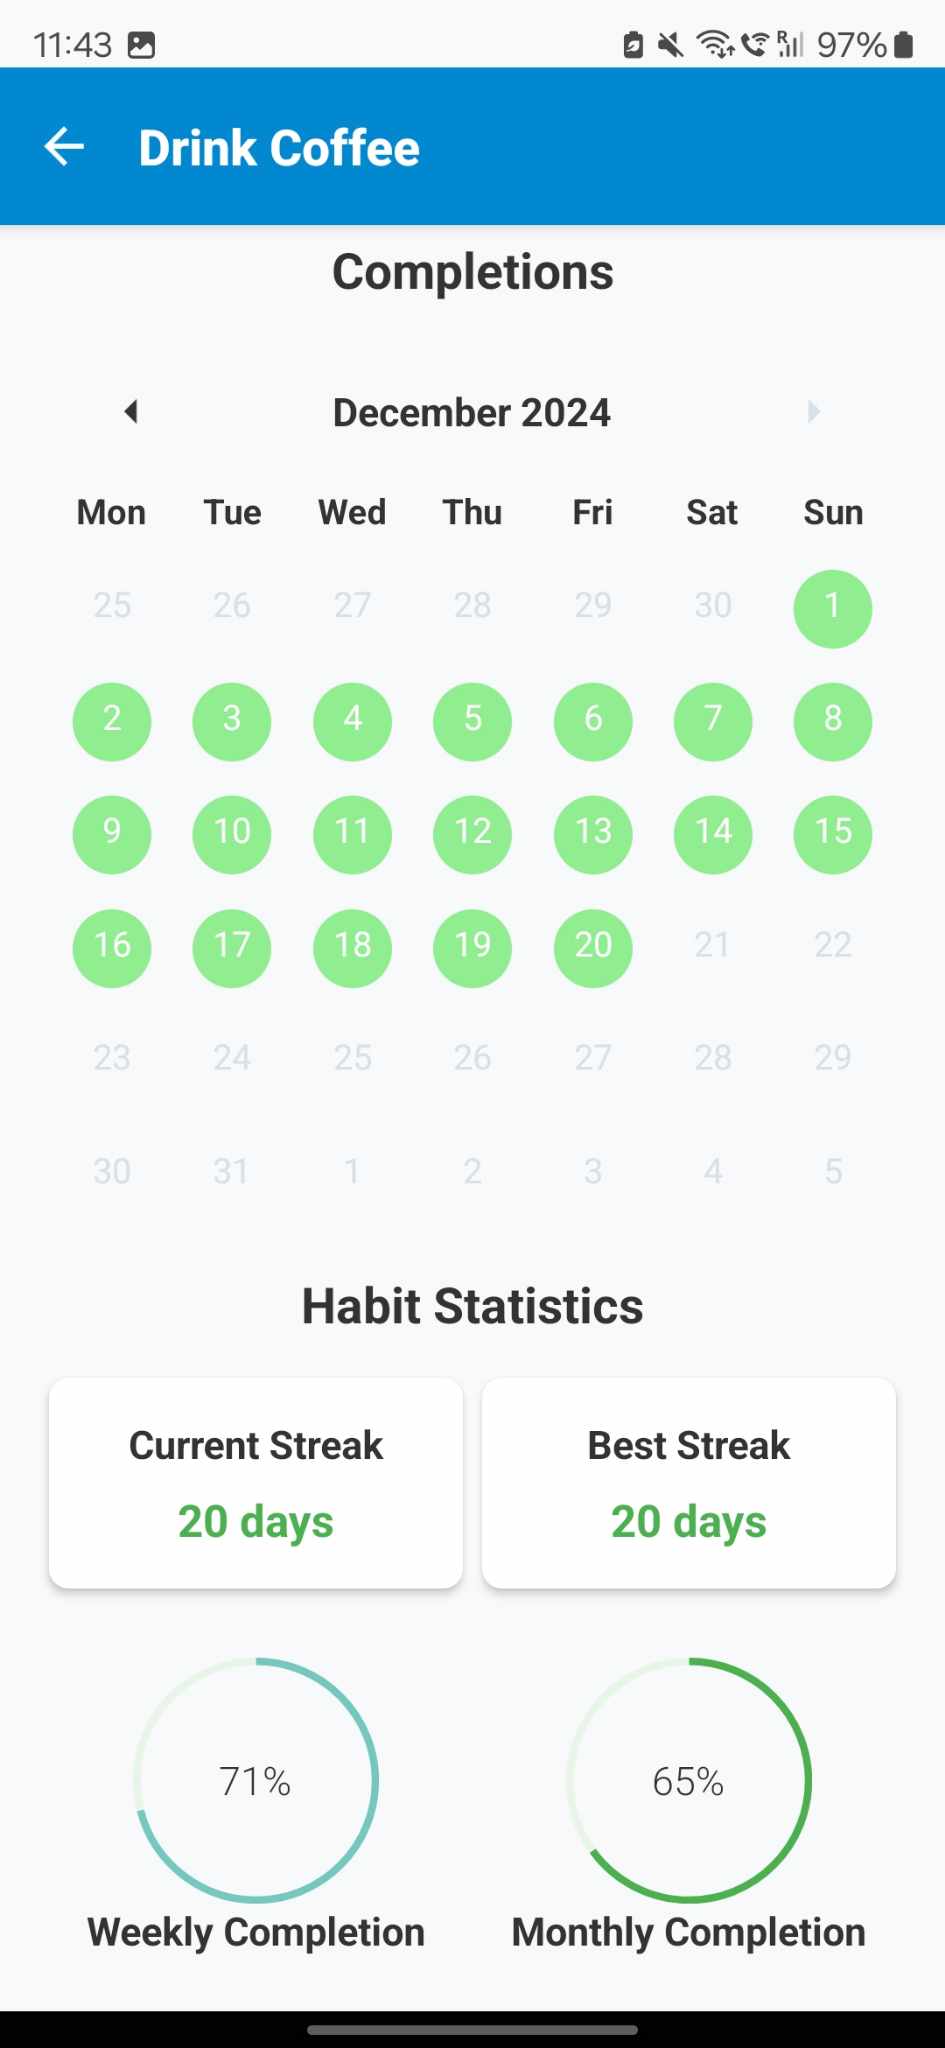 11:43 R 97%
Drink Coffee
Completions
December 2024
Mon Tue Wed Thu Fri Sat Sun
25 26 27 28 29 30 1
2 3 4 5 6 7 8
9 10 11 12 13 14 15
16 17 18 19 20 21 22
23 24 25 26 27 28 29
30 31 1 2 3 4 5
Habit Statistics
Current Streak Best Streak
20 days 20 days
71% 65%
Weekly Completion Monthly Completion